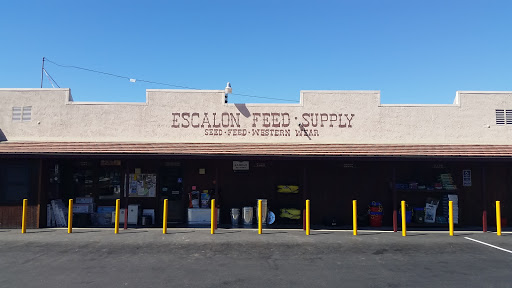 ESCALON FEED · SUPPLY
SEED · FEED · WESTERN WEAR